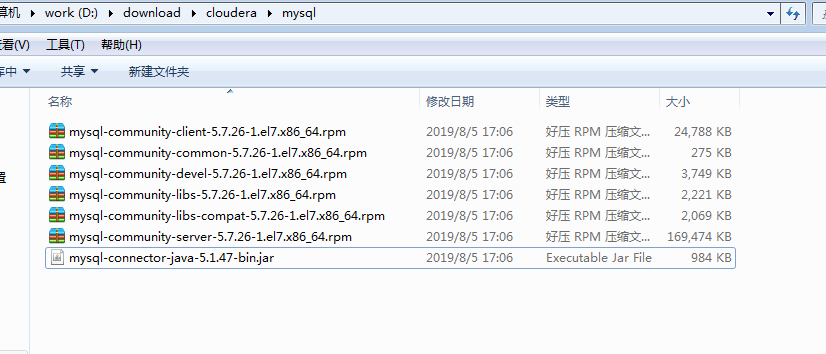 算机 ▸ work (D:) ▸ download ▸ cloudera ▸ mysql
查看(V) 工具(T) 帮助(H)
库中 共享 新建文件夹
名称 修改日期 类型 大小
mysql-community-client-5.7.26-1.el7.x86_64.rpm 2019/8/5 17:06 好压 RPM 压缩文... 24,788 KB
mysql-community-common-5.7.26-1.el7.x86_64.rpm 2019/8/5 17:06 好压 RPM 压缩文... 275 KB
mysql-community-devel-5.7.26-1.el7.x86_64.rpm 2019/8/5 17:06 好压 RPM 压缩文... 3,749 KB
mysql-community-libs-5.7.26-1.el7.x86_64.rpm 2019/8/5 17:06 好压 RPM 压缩文... 2,221 KB
mysql-community-libs-compat-5.7.26-1.el7.x86_64.rpm 2019/8/5 17:06 好压 RPM 压缩文... 2,069 KB
mysql-community-server-5.7.26-1.el7.x86_64.rpm 2019/8/5 17:06 好压 RPM 压缩文... 169,474 KB
置
mysql-connector-java-5.1.47-bin.jar 2019/8/5 17:06 Executable Jar File 984 KB